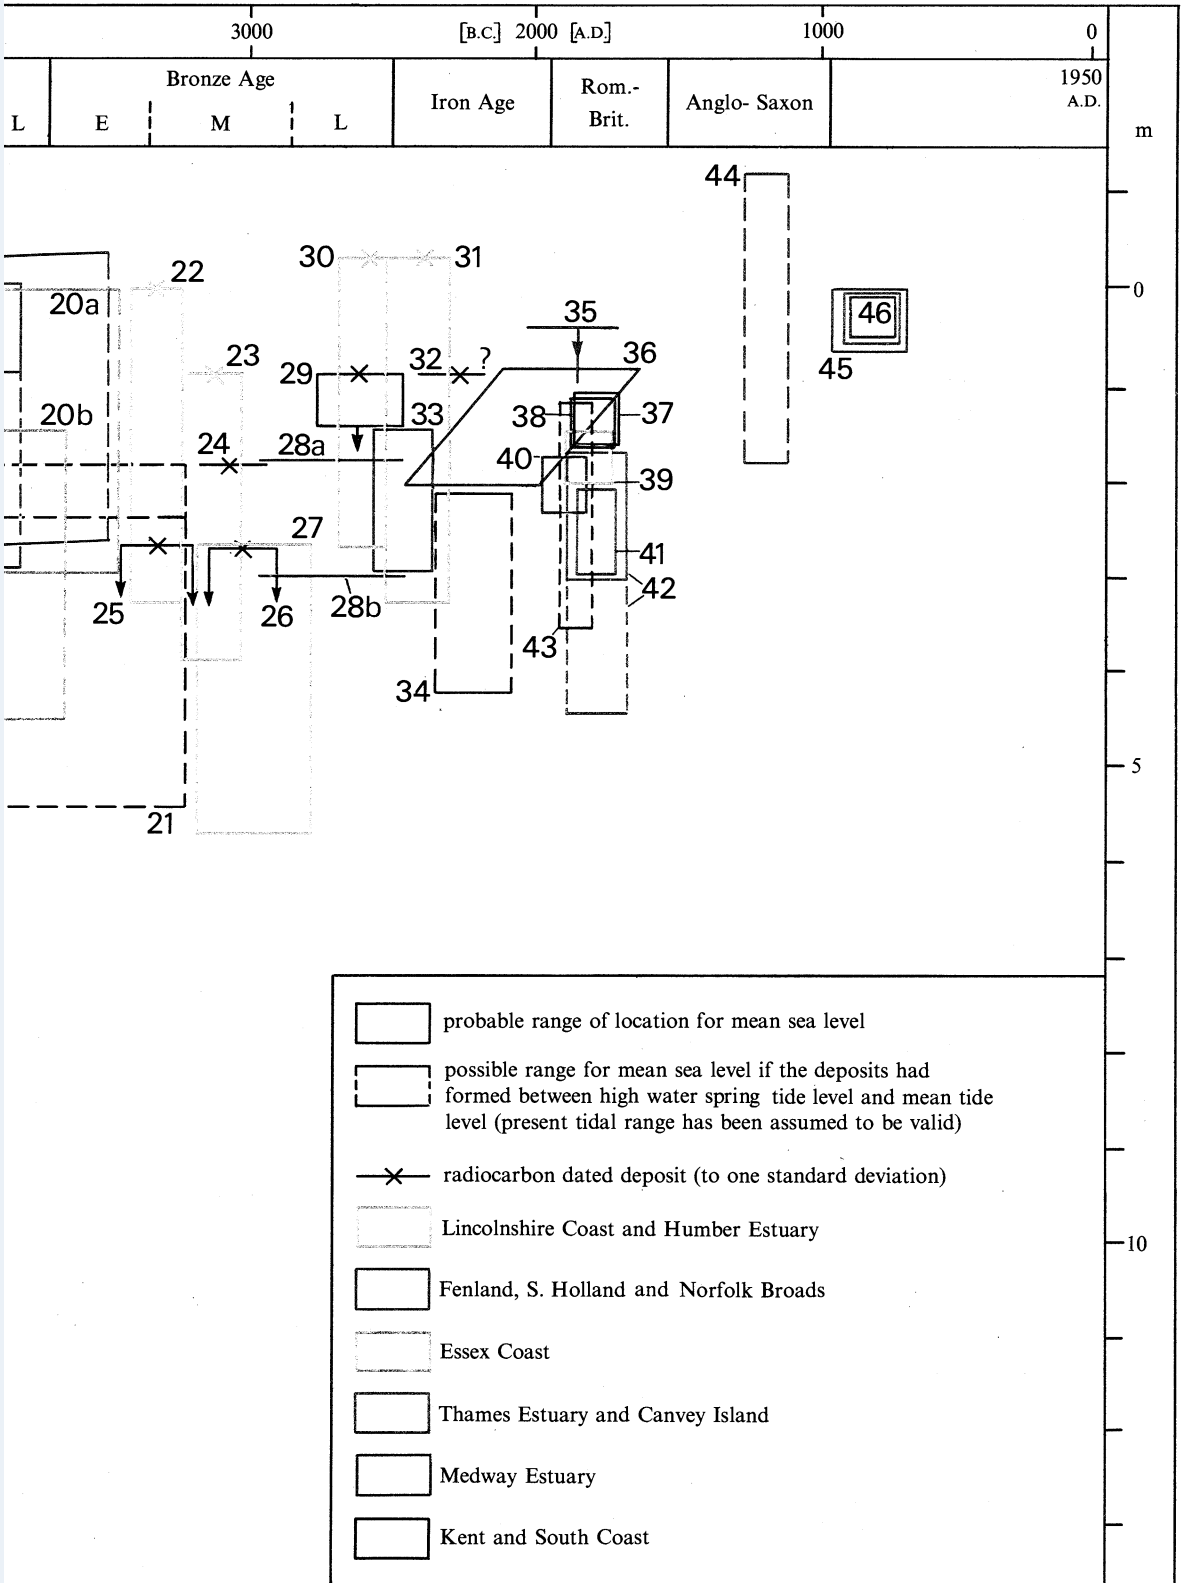 3000 [B.C.] 2000 [A.D.] 1000 0
Bronze Age
Iron Age
Rom.-
Brit.
Anglo- Saxon
1950
A.D.
L E M L
m
44
30 31
22
0
20a
35
46
23
29 32 ?
36
45
20b
33
38 37
24 28a
40
39
27
41
25 26 28b
42
43
34
5
21
probable range of location for mean sea level
possible range for mean sea level if the deposits had
formed between high water spring tide level and mean tide
level (present tidal range has been assumed to be valid)
radiocarbon dated deposit (to one standard deviation)
Lincolnshire Coast and Humber Estuary
10
Fenland, S. Holland and Norfolk Broads
Essex Coast
Thames Estuary and Canvey Island
Medway Estuary
Kent and South Coast